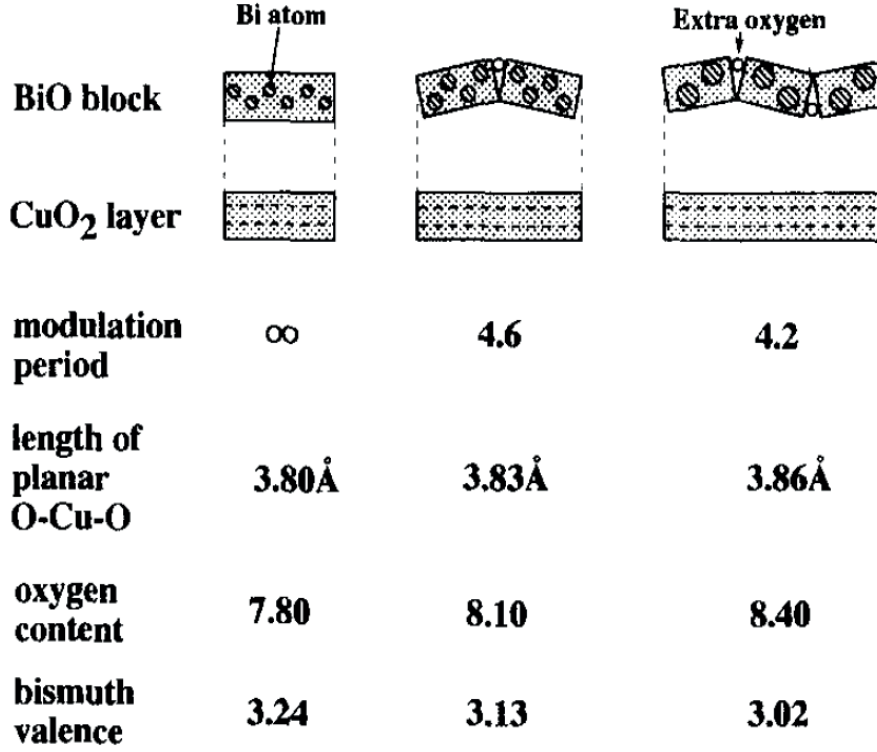 Bi atom
Extra oxygen
BiO block
CuO₂ layer
modulation period
∞ 4.6 4.2
length of planar O-Cu-O
3.80Å 3.83Å 3.86Å
oxygen content
7.80 8.10 8.40
bismuth valence
3.24 3.13 3.02